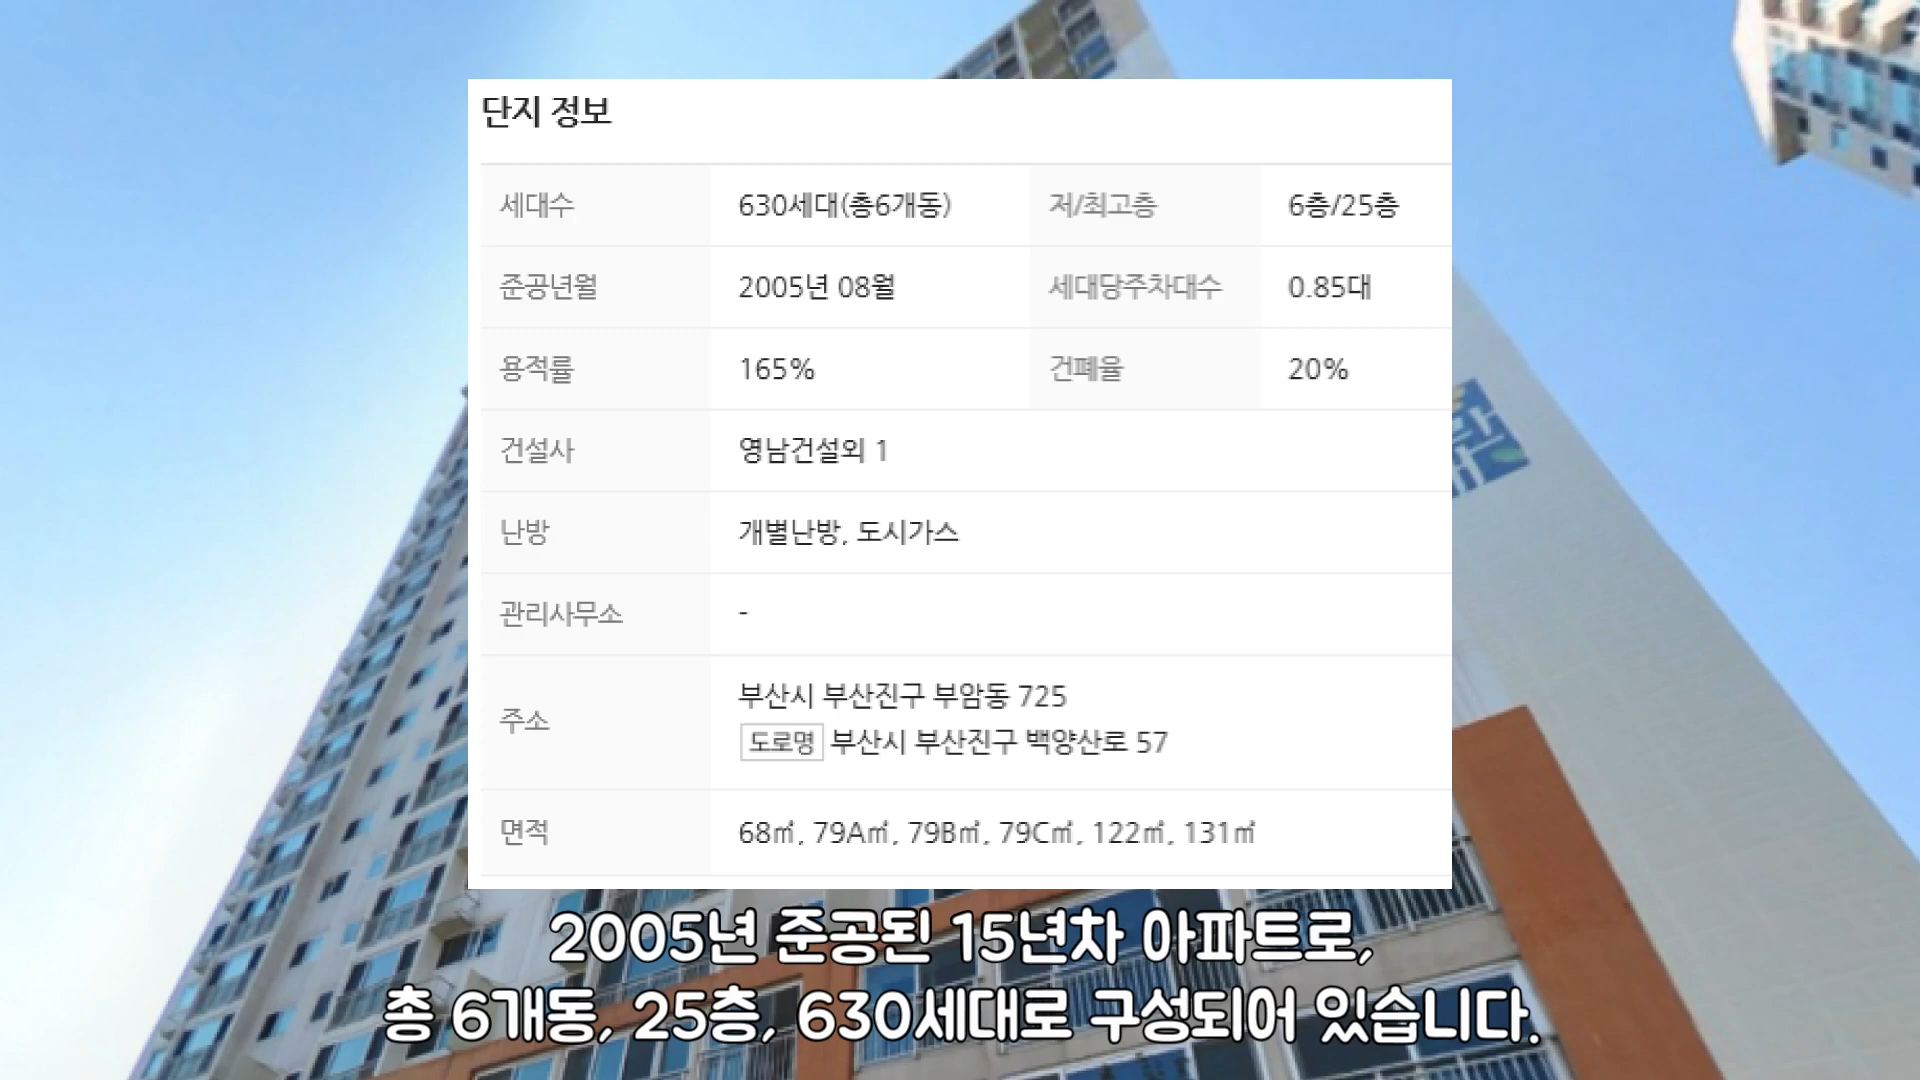 단지 정보
세대수 630세대(총6개동) 저/최고층 6층/25층
준공년월 2005년 08월 세대당주차대수 0.85대
용적률 165% 건폐율 20%
건설사 영남건설외 1
난방 개별난방, 도시가스
관리사무소 -
주소 부산시 부산진구 부암동 725
도로명 부산시 부산진구 백양산로 57
면적 68㎡, 79A㎡, 79B㎡, 79C㎡, 122㎡, 131㎡
2005년 준공된 15년차 아파트로,
총 6개동, 25층, 630세대로 구성되어 있습니다.